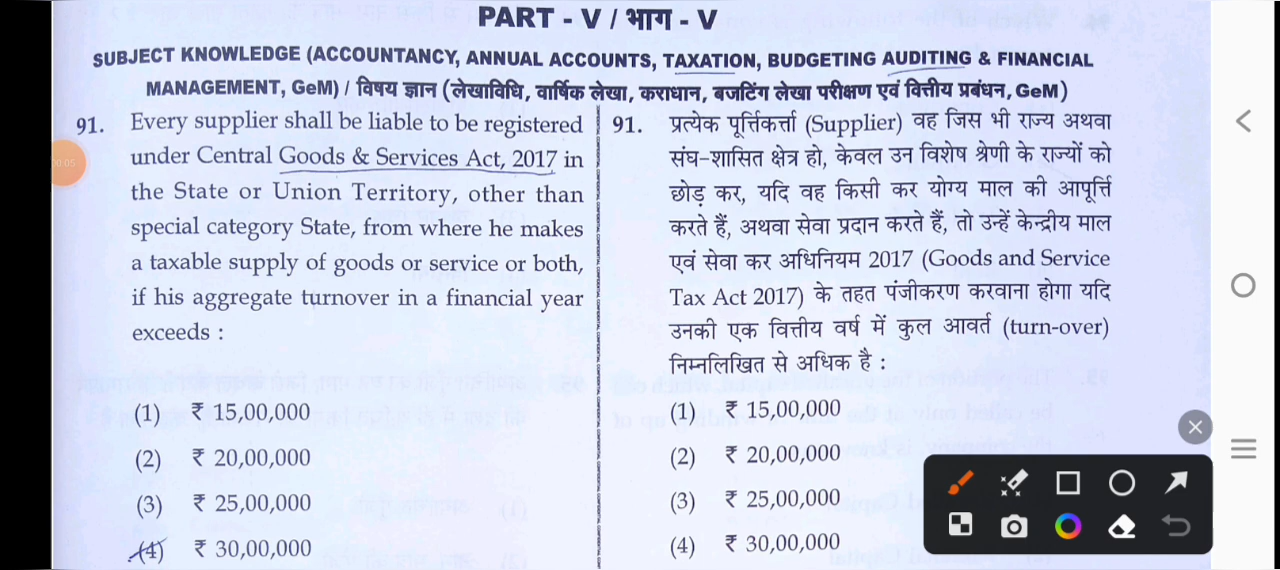 PART - V / भाग - V
SUBJECT KNOWLEDGE (ACCOUNTANCY, ANNUAL ACCOUNTS, TAXATION, BUDGETING AUDITING & FINANCIAL
MANAGEMENT, GeM) / विषय ज्ञान (लेखाविधि, वार्षिक लेखा, कराधान, बजटिंग लेखा परीक्षण एवं वित्तीय प्रबंधन, GeM)
91. Every supplier shall be liable to be registered
under Central Goods & Services Act, 2017 in
the State or Union Territory, other than
special category State, from where he makes
a taxable supply of goods or service or both,
if his aggregate turnover in a financial year
exceeds :
(1) ₹ 15,00,000
(2) ₹ 20,00,000
(3) ₹ 25,00,000
(4) ₹ 30,00,000
91. प्रत्येक पूर्त्तिकर्त्ता (Supplier) वह जिस भी राज्य अथवा
संघ-शासित क्षेत्र हो, केवल उन विशेष श्रेणी के राज्यों को
छोड़ कर, यदि वह किसी कर योग्य माल की आपूर्त्ति
करते हैं, अथवा सेवा प्रदान करते हैं, तो उन्हें केन्द्रीय माल
एवं सेवा कर अधिनियम 2017 (Goods and Service
Tax Act 2017) के तहत पंजीकरण करवाना होगा यदि
उनकी एक वित्तीय वर्ष में कुल आवर्त (turn-over)
निम्नलिखित से अधिक है :
(1) ₹ 15,00,000
(2) ₹ 20,00,000
(3) ₹ 25,00,000
(4) ₹ 30,00,000
00:05